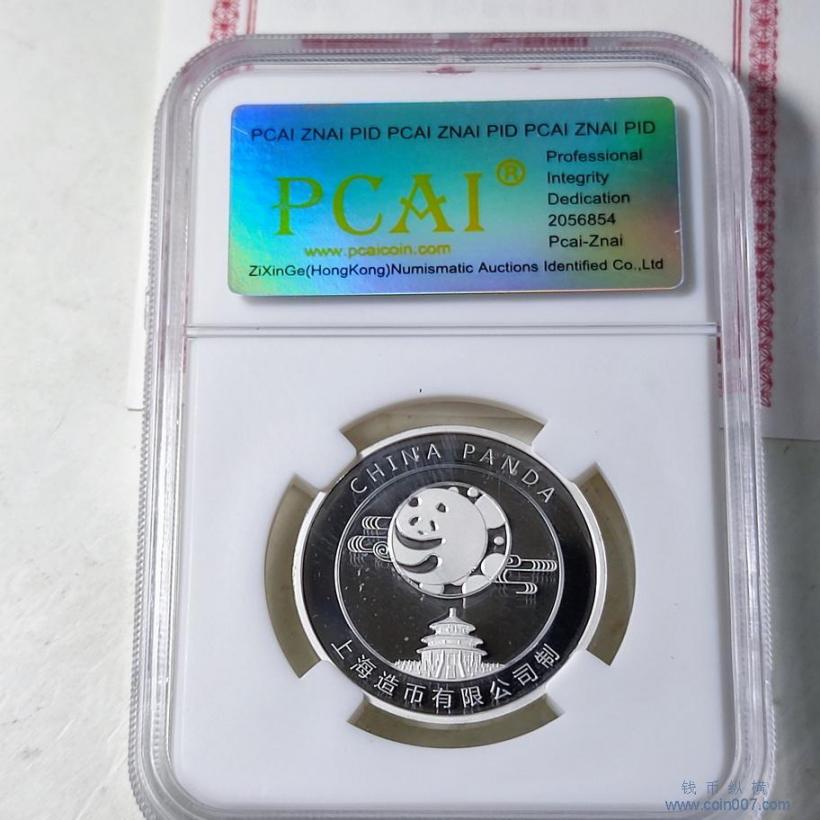 PCAI ZNAI PID PCAI ZNAI PID PCAI ZNAI PID
PCAI®
www.pcaicoin.com
Professional
Integrity
Dedication
2056854
Pcai-Znai
ZiXinGe(HongKong)Numismatic Auctions Identified Co.,Ltd
CHINA PANDA
上海造币有限公司制
钱币纵横
www.coin007.com